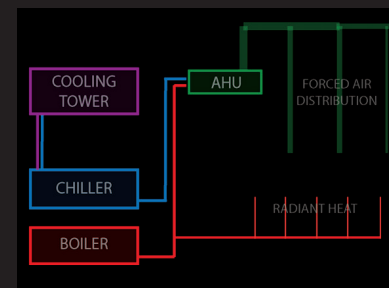 COOLING
TOWER
AHU
FORCED AIR
DISTRIBUTION
CHILLER
RADIANT HEAT
BOILER